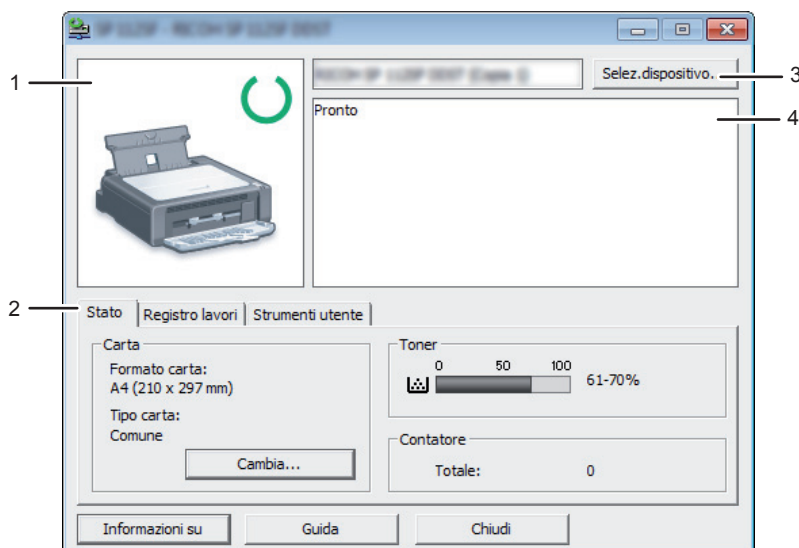 1
Selez.dispositivo..
3
Pronto
4
2
Stato
Registro lavori
Strumenti utente
Carta
Formato carta:
A4 (210 x 297 mm)
Tipo carta:
Comune
Cambia...
Toner
0 50 100
61-70%
Contatore
Totale: 0
Informazioni su
Guida
Chiudi